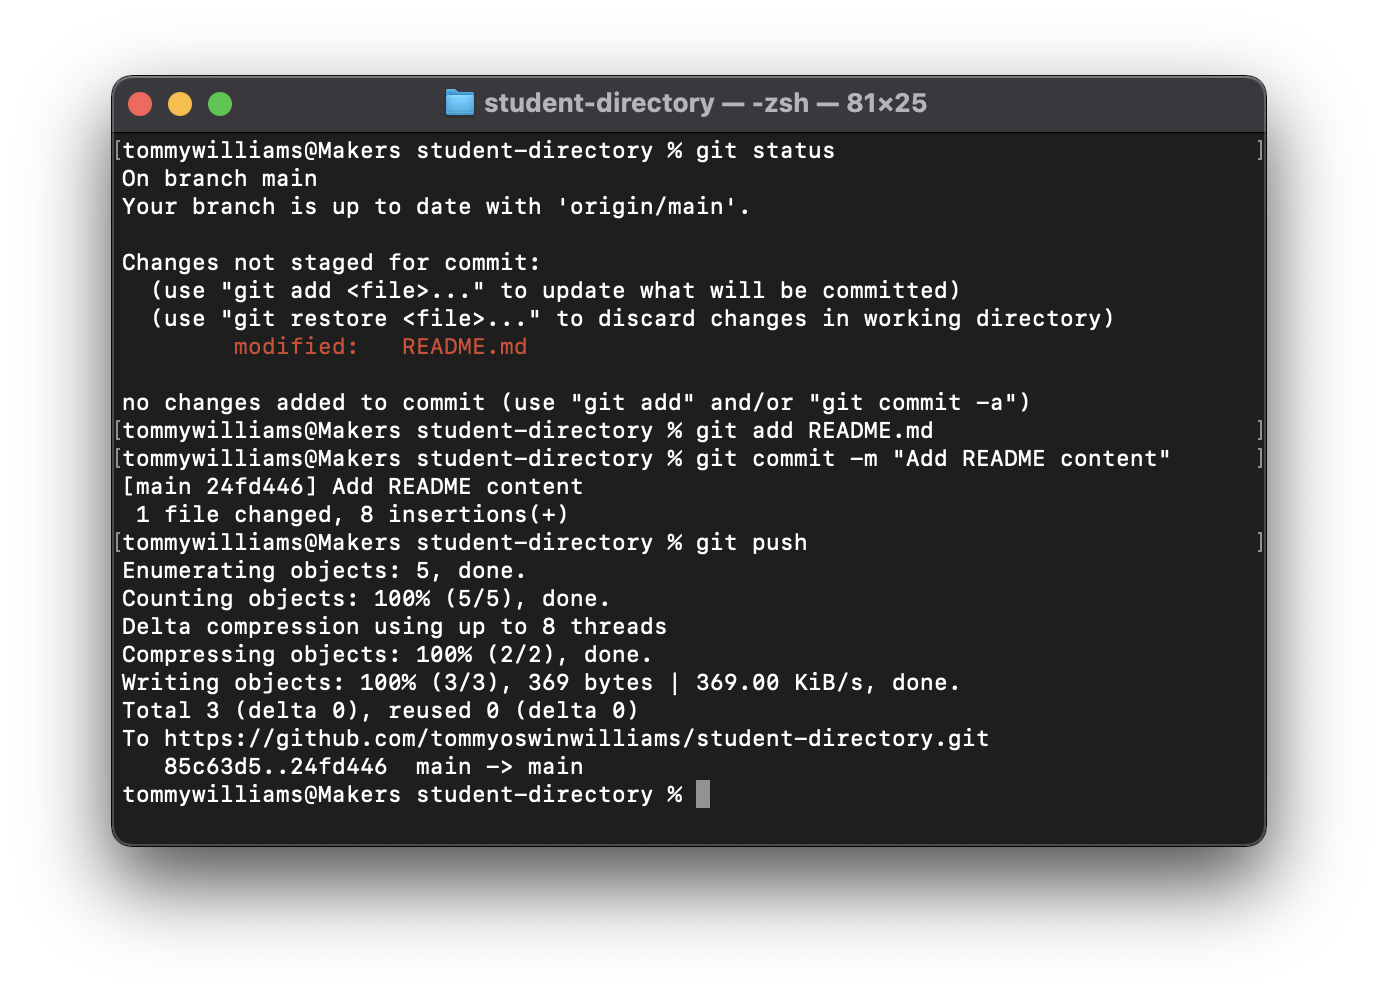 student-directory — -zsh — 81×25
[tommywilliams@Makers student-directory % git status ]
On branch main
Your branch is up to date with 'origin/main'.

Changes not staged for commit:
  (use "git add <file>..." to update what will be committed)
  (use "git restore <file>..." to discard changes in working directory)
        modified:   README.md

no changes added to commit (use "git add" and/or "git commit -a")
[tommywilliams@Makers student-directory % git add README.md ]
[tommywilliams@Makers student-directory % git commit -m "Add README content" ]
[main 24fd446] Add README content
 1 file changed, 8 insertions(+)
[tommywilliams@Makers student-directory % git push ]
Enumerating objects: 5, done.
Counting objects: 100% (5/5), done.
Delta compression using up to 8 threads
Compressing objects: 100% (2/2), done.
Writing objects: 100% (3/3), 369 bytes | 369.00 KiB/s, done.
Total 3 (delta 0), reused 0 (delta 0)
To https://github.com/tommyoswinwilliams/student-directory.git
   85c63d5..24fd446  main -> main
tommywilliams@Makers student-directory %